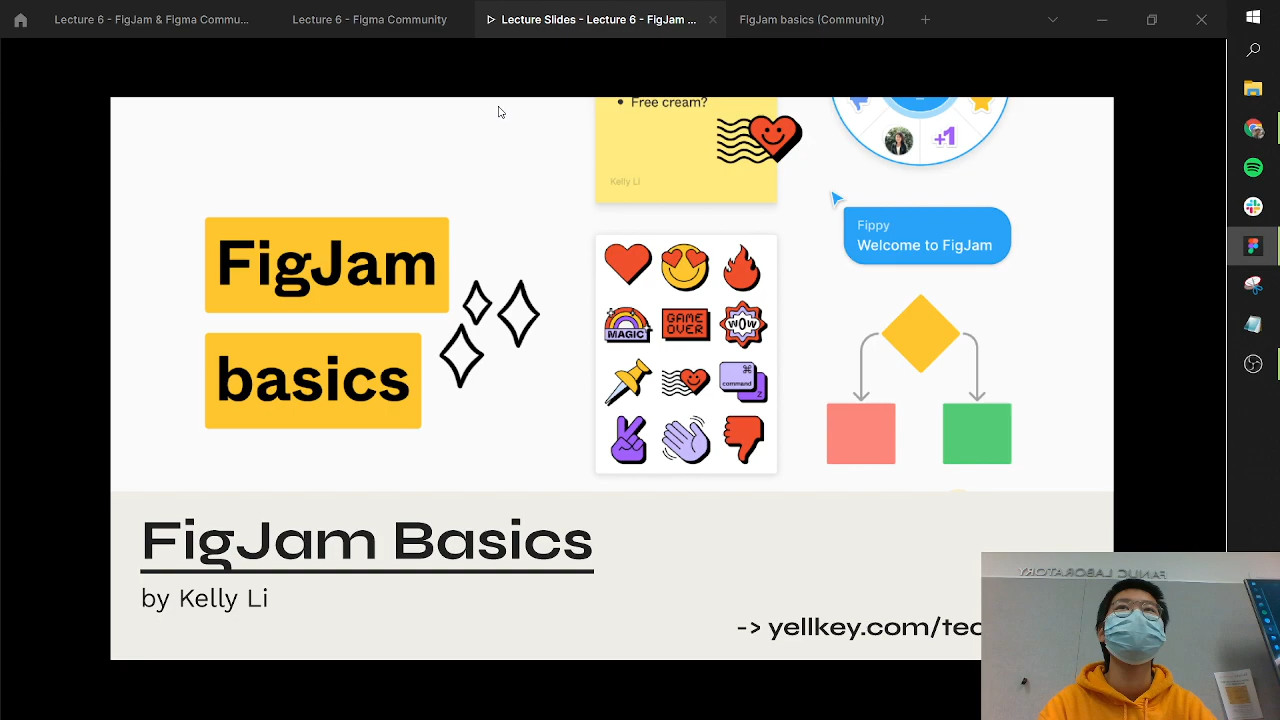 Lecture 6 - FigJam & Figma Commu...
Lecture 6 - Figma Community
Lecture Slides - Lecture 6 - FigJam ...
FigJam basics (Community)
• Free cream?
Kelly Li
+1
Fippy
Welcome to FigJam
FigJam
basics
MAGIC
GAME
OVER
WOW
⌘
command
Z
FigJam Basics
by Kelly Li
-> yellkey.com/tec
FANUC LABORATORY